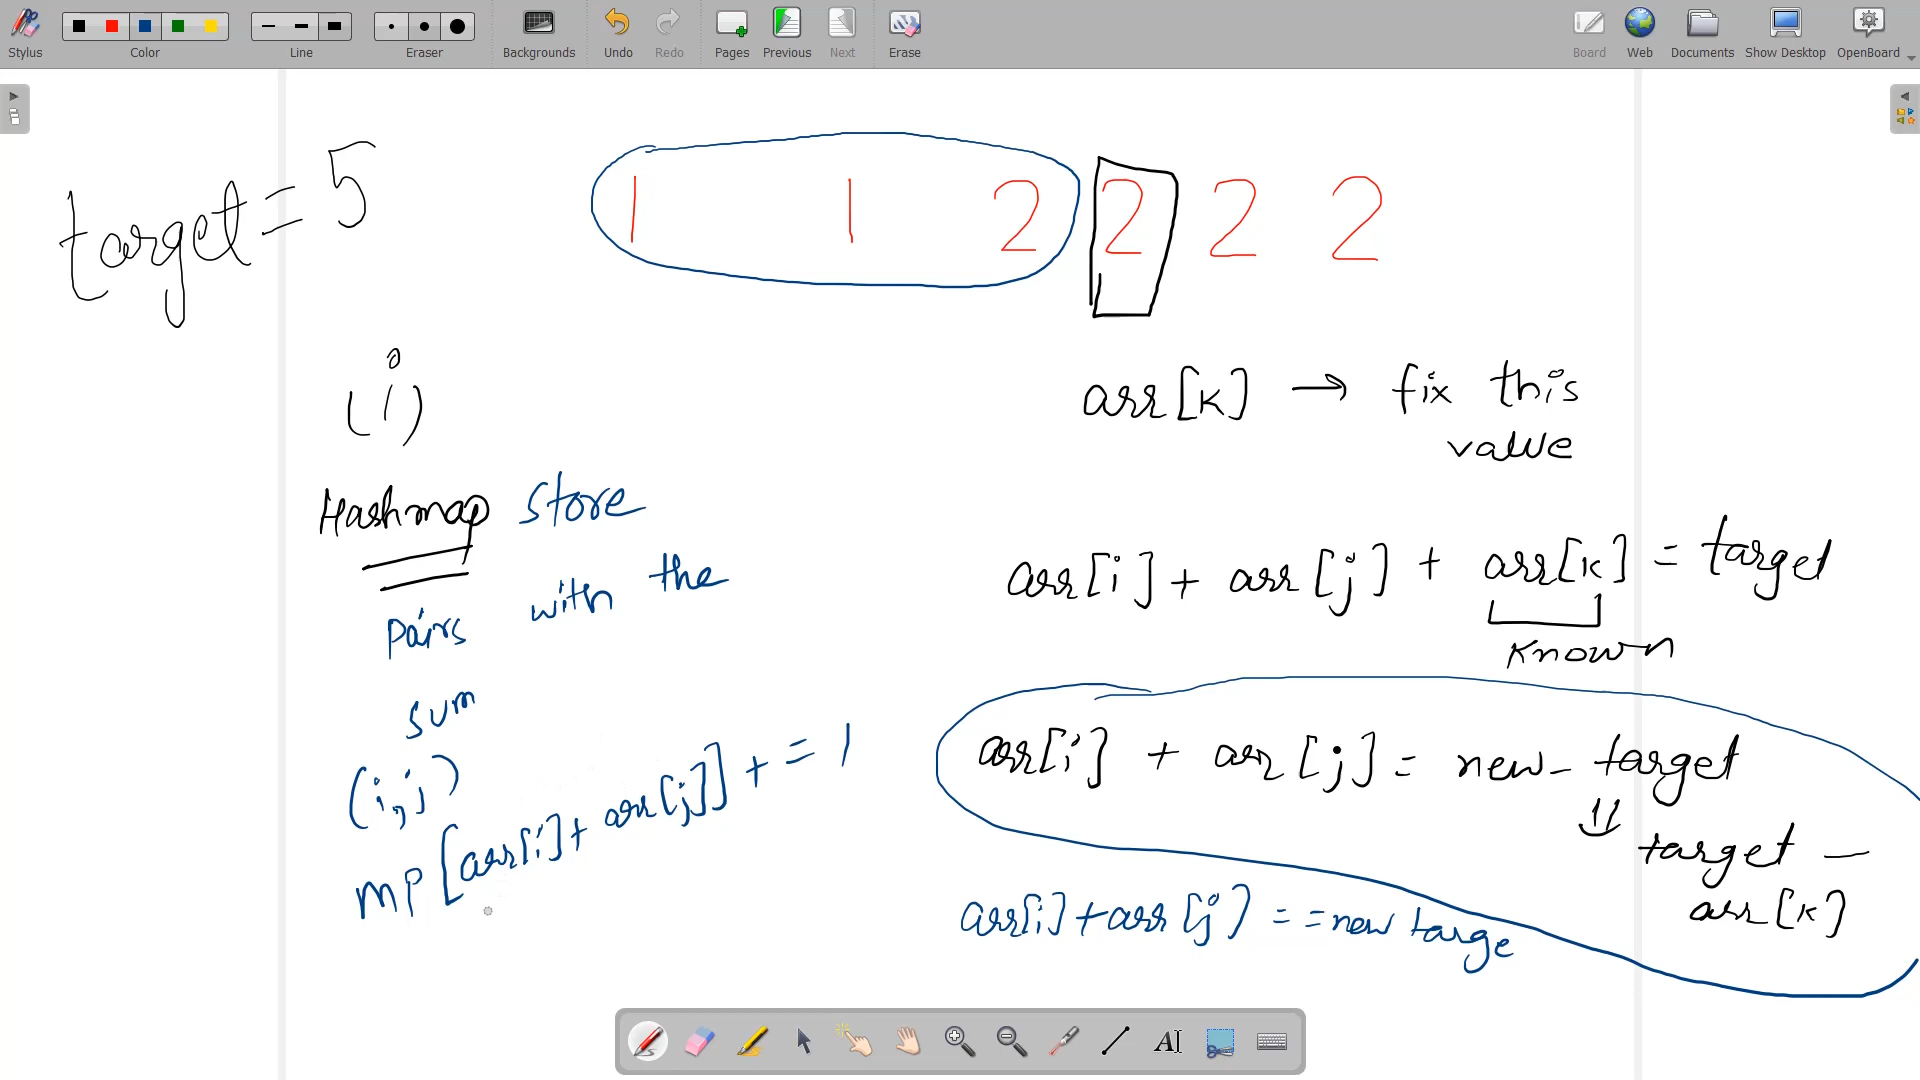 Stylus
Color
Line
Eraser
Backgrounds
Undo
Redo
Pages
Previous
Next
Erase
Board
Web
Documents
Show Desktop
OpenBoard
target = 5
1 1 2 2 2 2
(i)
Hashmap store
pairs with the
sum
(i,j)
mp[arr[i]+arr[j]] += 1
arr[k] → fix this
value
arr[i] + arr[j] + arr[k] = target
known
arr[i] + arr[j] = new_target
target -
arr[k]
arr[i]+arr[j] == new targe
AI